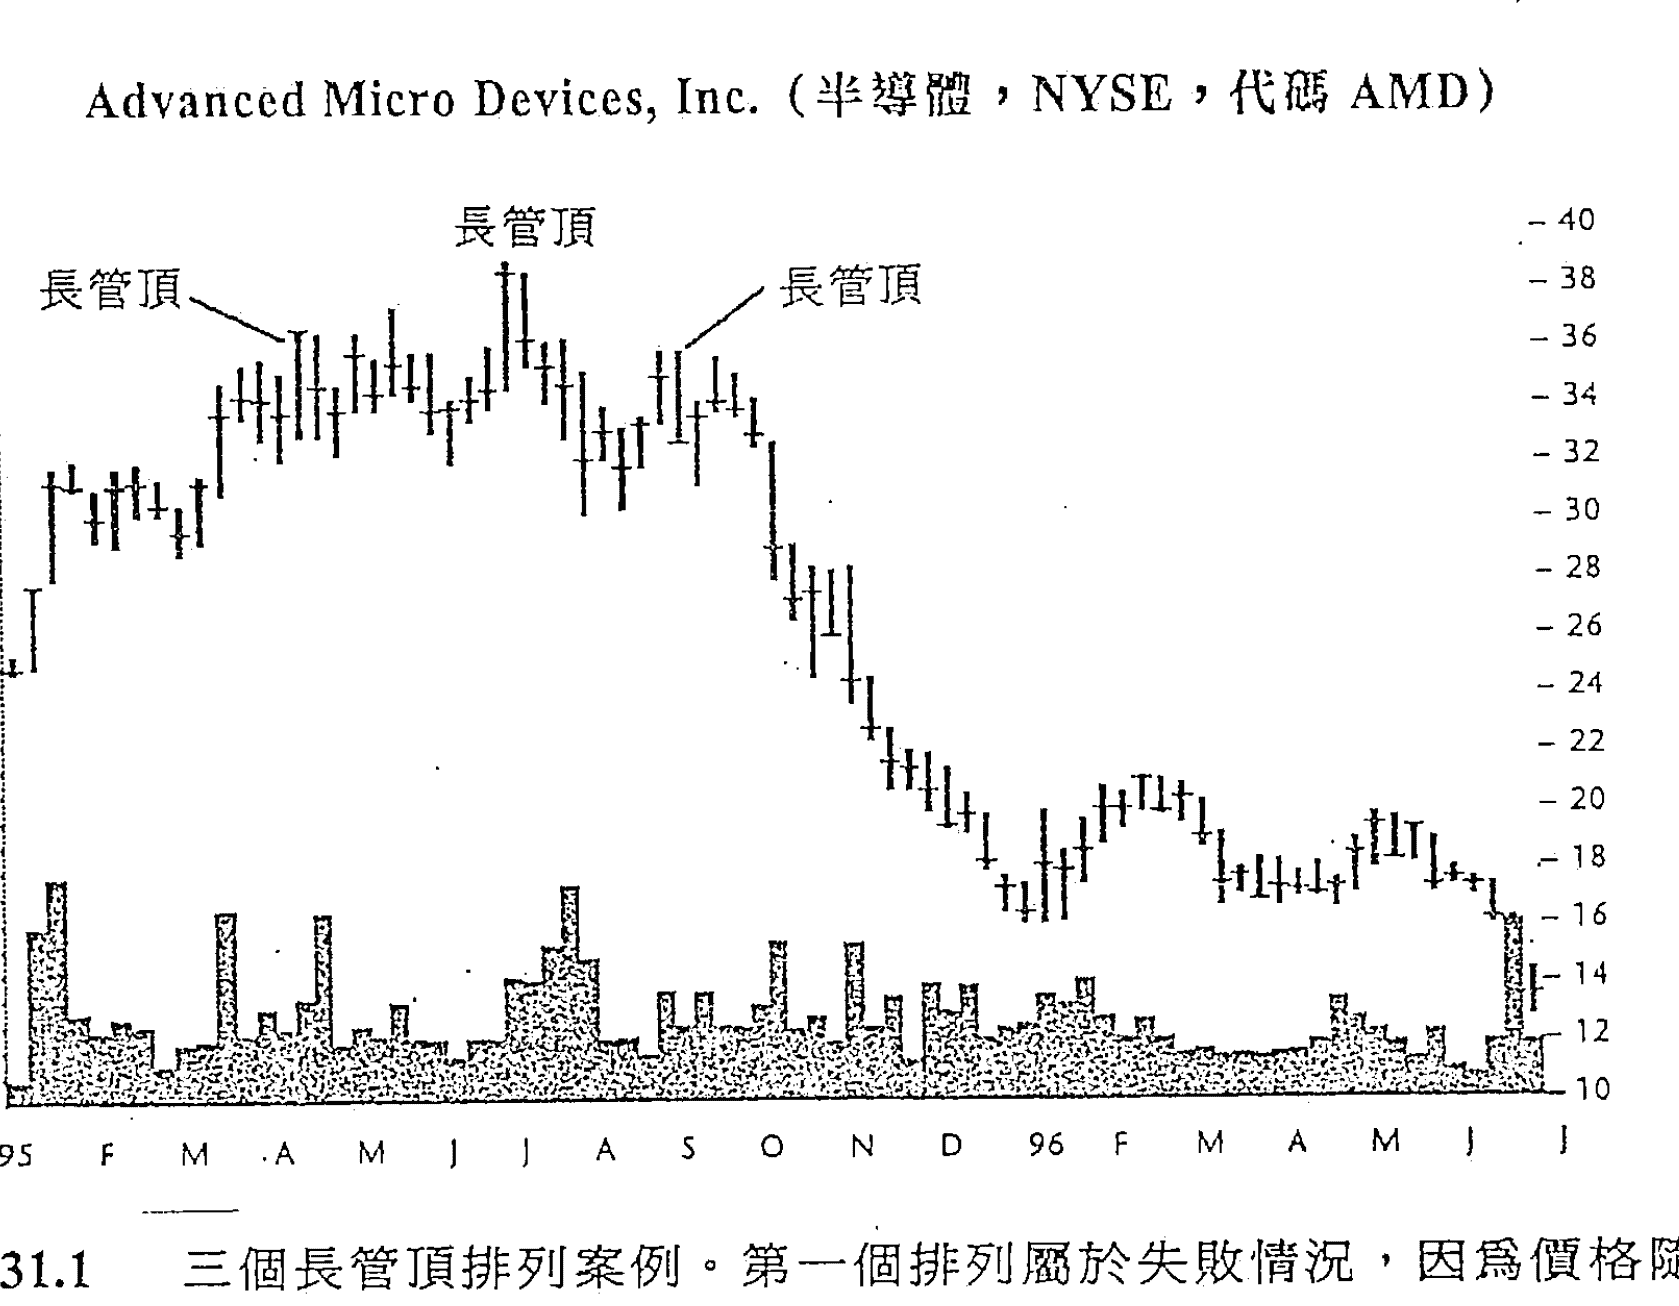 Advanced Micro Devices, Inc.(半導體,NYSE,代碼 AMD)
長管頂
長管頂
長管頂
40
38
36
34
32
30
28
26
24
22
20
18
16
14
12
10
95 F M A M J J A S O N D 96 F M A M J J
31.1 三個長管頂排列案例。第一個排列屬於失敗情況,因為價格隨